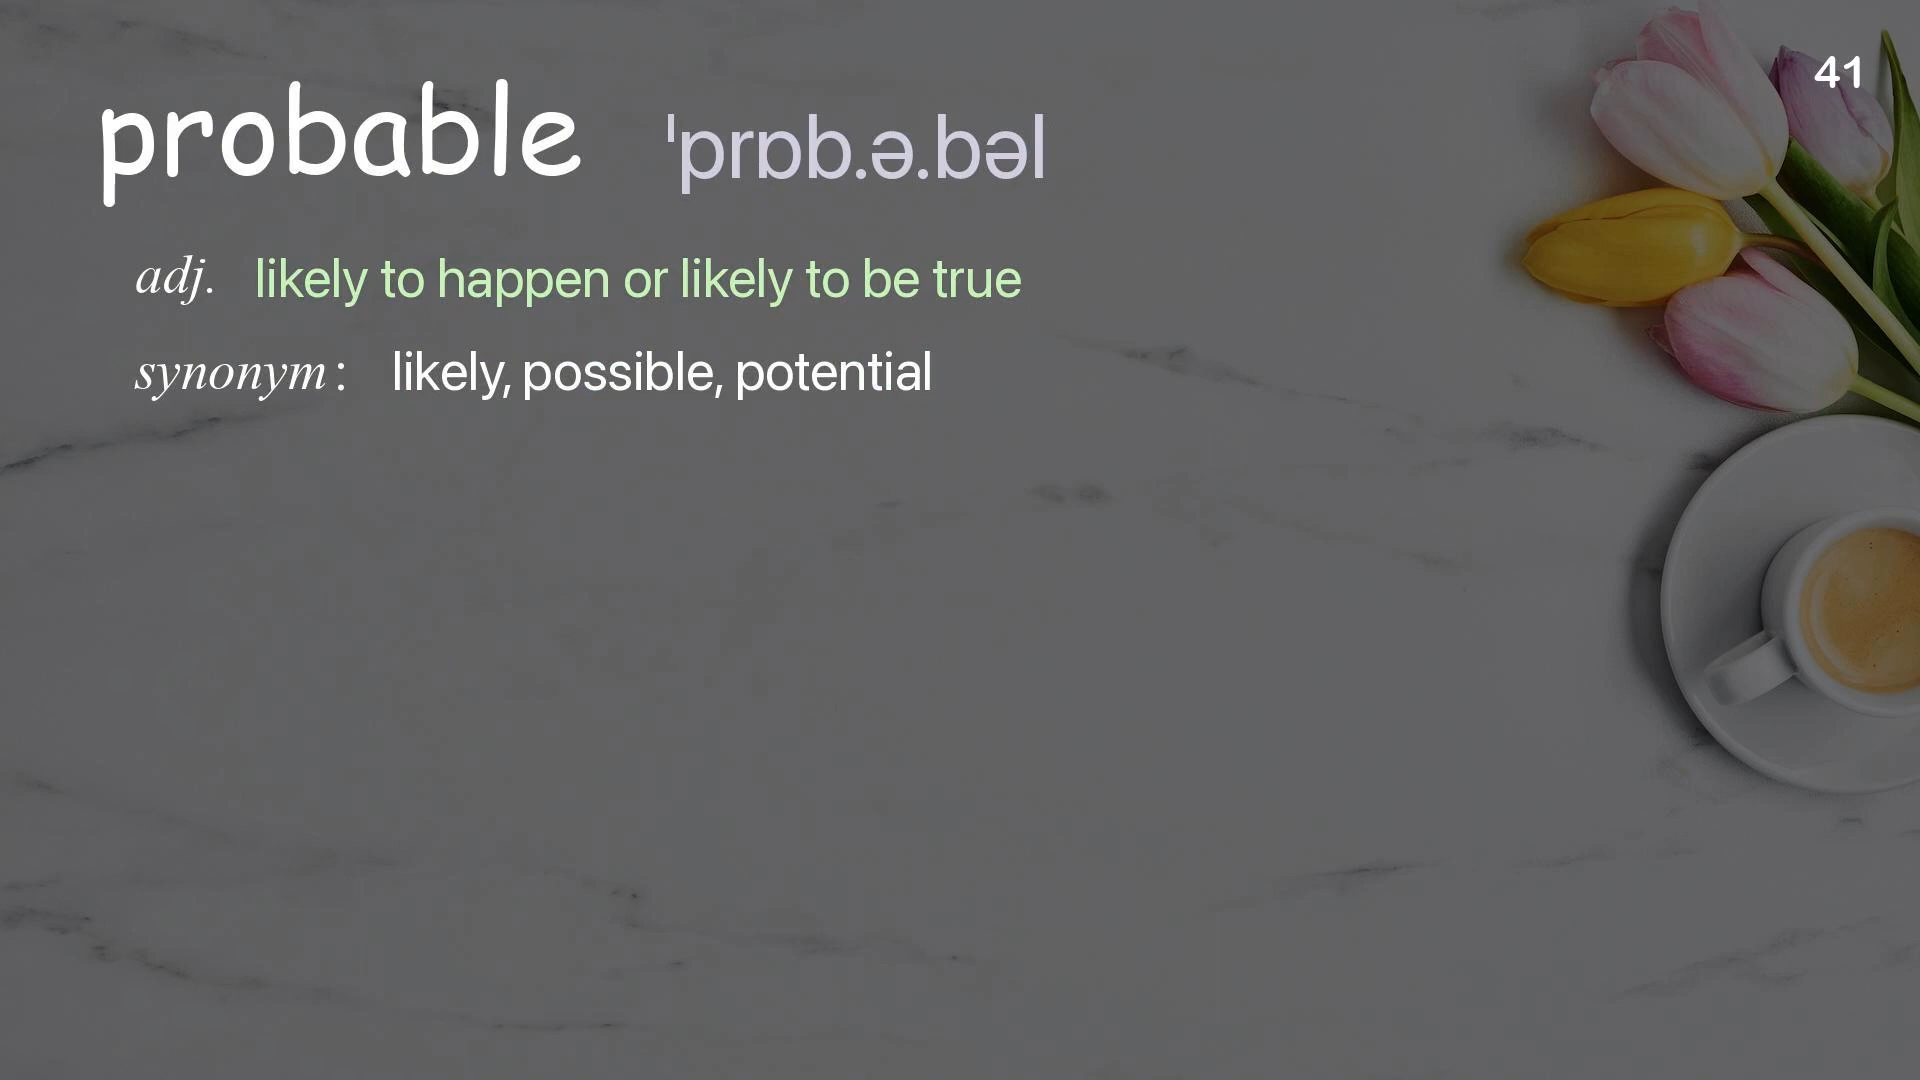 41
probable ˈprɒb.ə.bəl
adj. likely to happen or likely to be true
synonym: likely, possible, potential